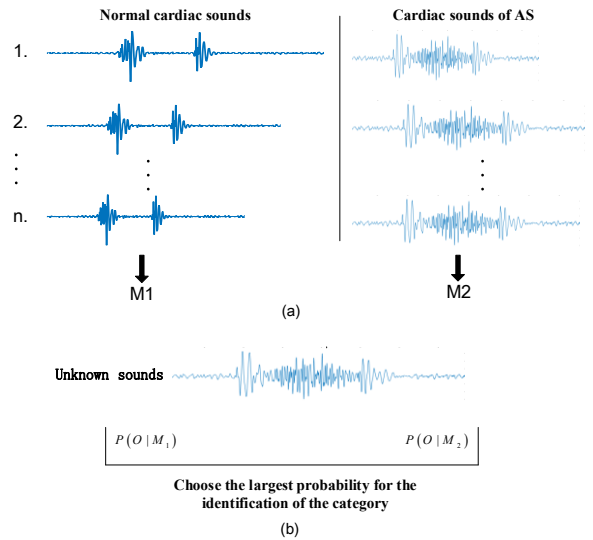 Normal cardiac sounds
Cardiac sounds of AS
1.
2.
n.
M1
M2
(a)
Unknown sounds
P(O | M₁)
P(O | M₂)
Choose the largest probability for the
identification of the category
(b)